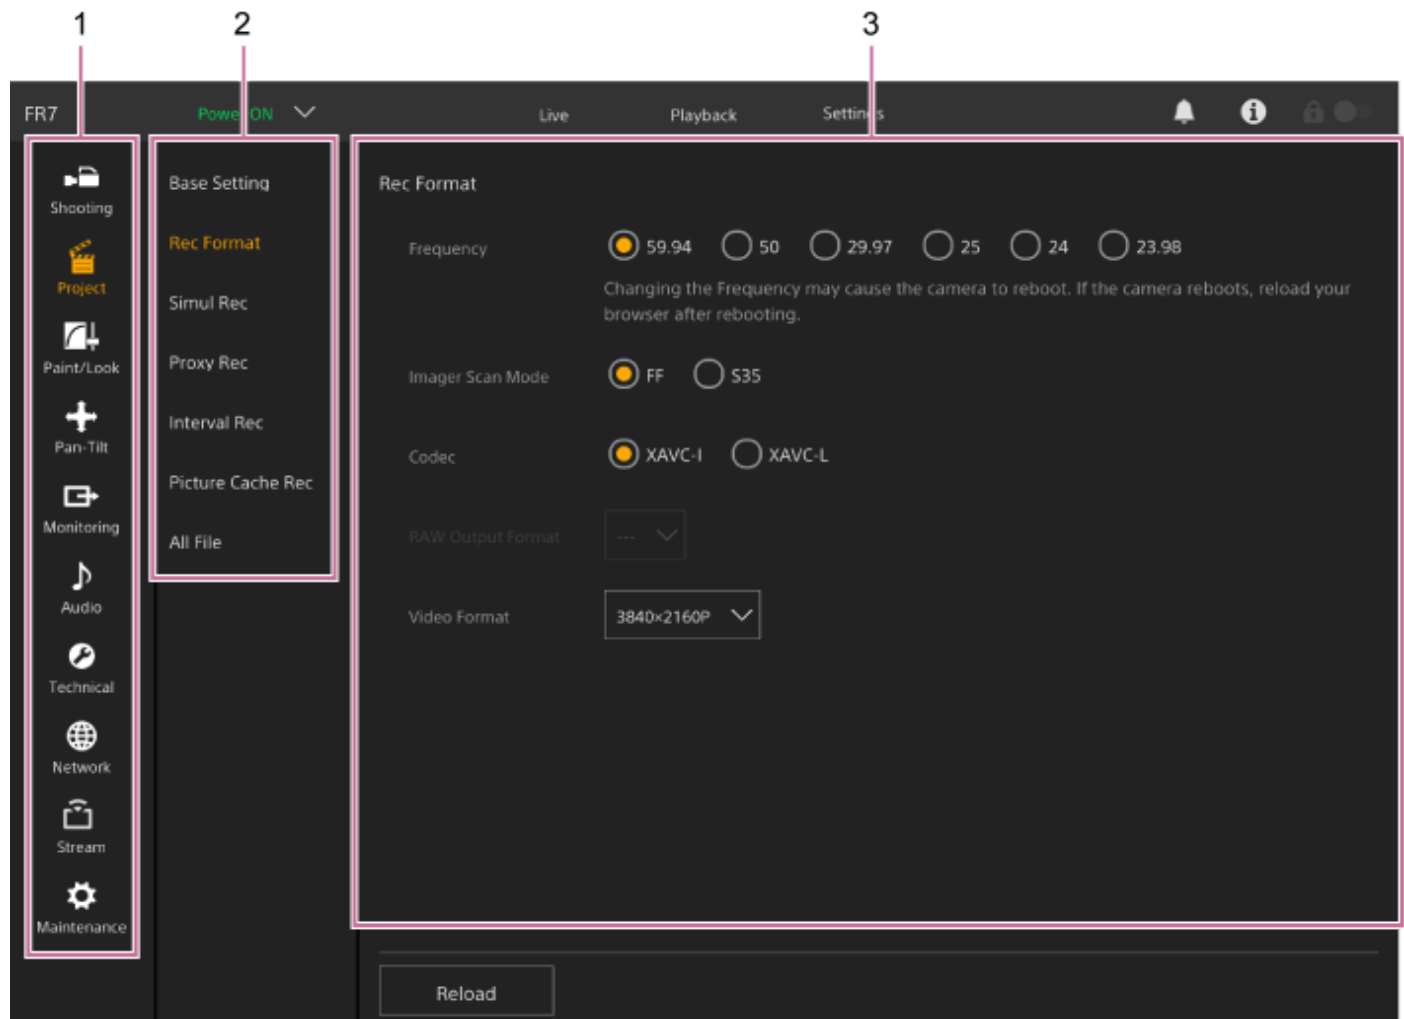 1 2 3
FR7 Power ON Live Playback Settings
Shooting
Project
Paint/Look
Pan-Tilt
Monitoring
Audio
Technical
Network
Stream
Maintenance
Base Setting
Rec Format
Simul Rec
Proxy Rec
Interval Rec
Picture Cache Rec
All File
Rec Format
Frequency 59.94 50 29.97 25 24 23.98
Changing the Frequency may cause the camera to reboot. If the camera reboots, reload your
browser after rebooting.
Imager Scan Mode FF S35
Codec XAVC-I XAVC-L
RAW Output Format ---
Video Format 3840×2160P
Reload